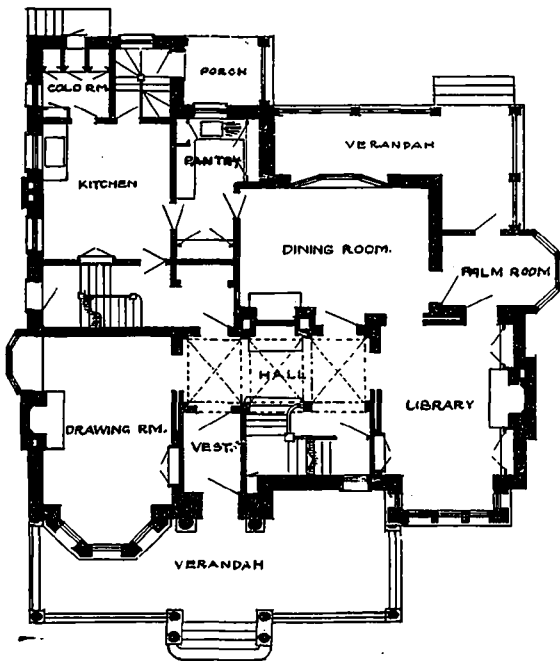 PORCH
COLD RM.
VERANDAH
PANTRY
KITCHEN
DINING ROOM.
PALM ROOM
HALL
LIBRARY
DRAWING RM.
VEST.
VERANDAH